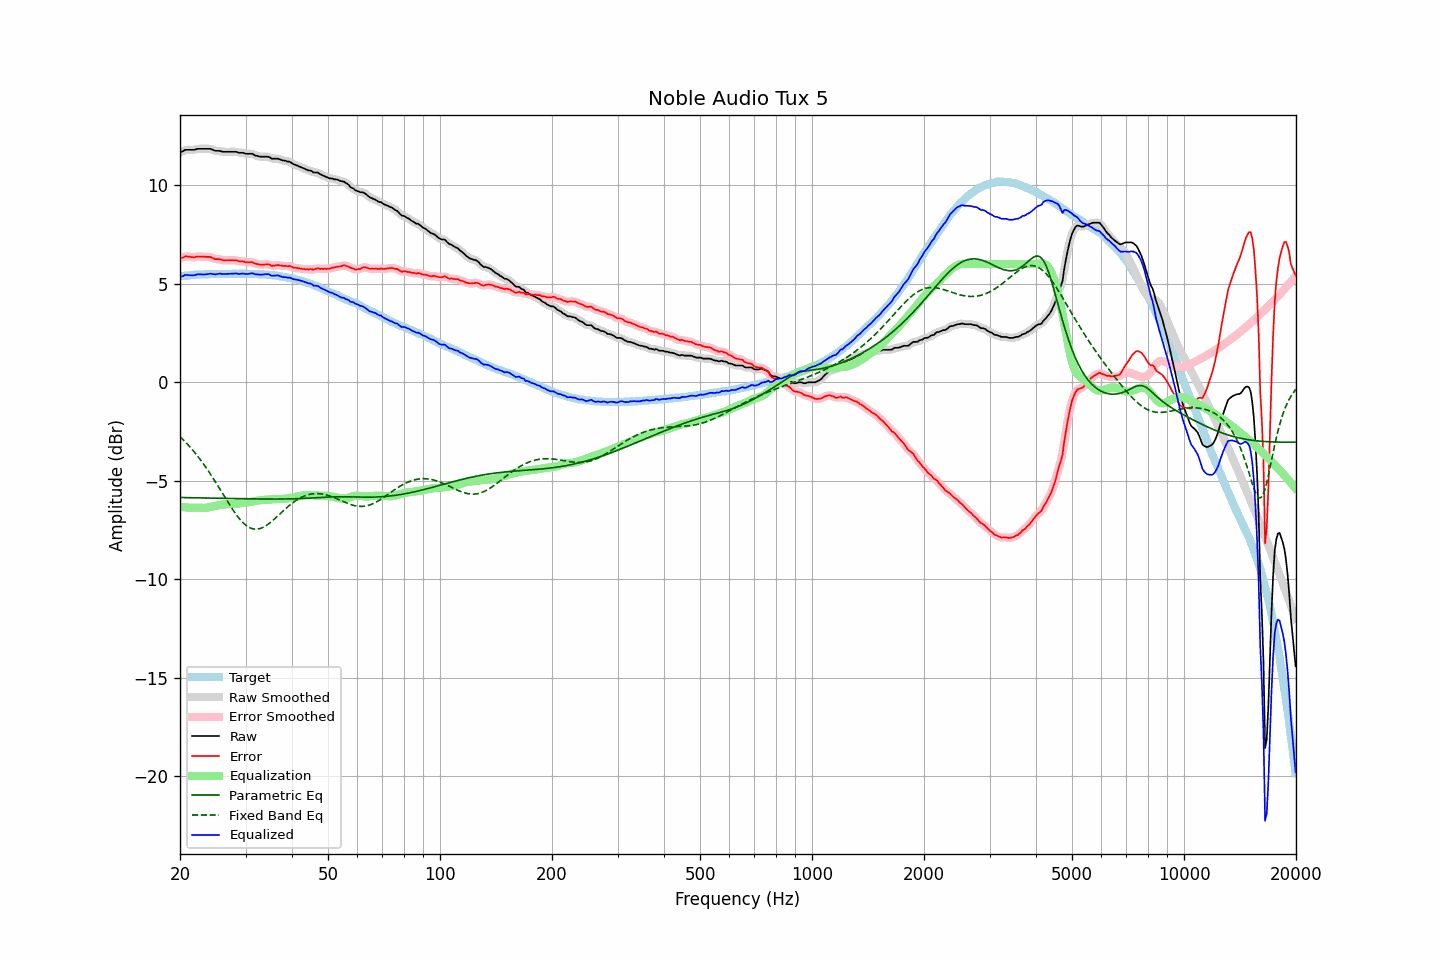 Noble Audio Tux 5
Amplitude (dBr)
10
5
0
−5
−10
−15
−20
Target
Raw Smoothed
Error Smoothed
Raw
Error
Equalization
Parametric Eq
Fixed Band Eq
Equalized
20 50 100 200 500 1000 2000 5000 10000 20000
Frequency (Hz)